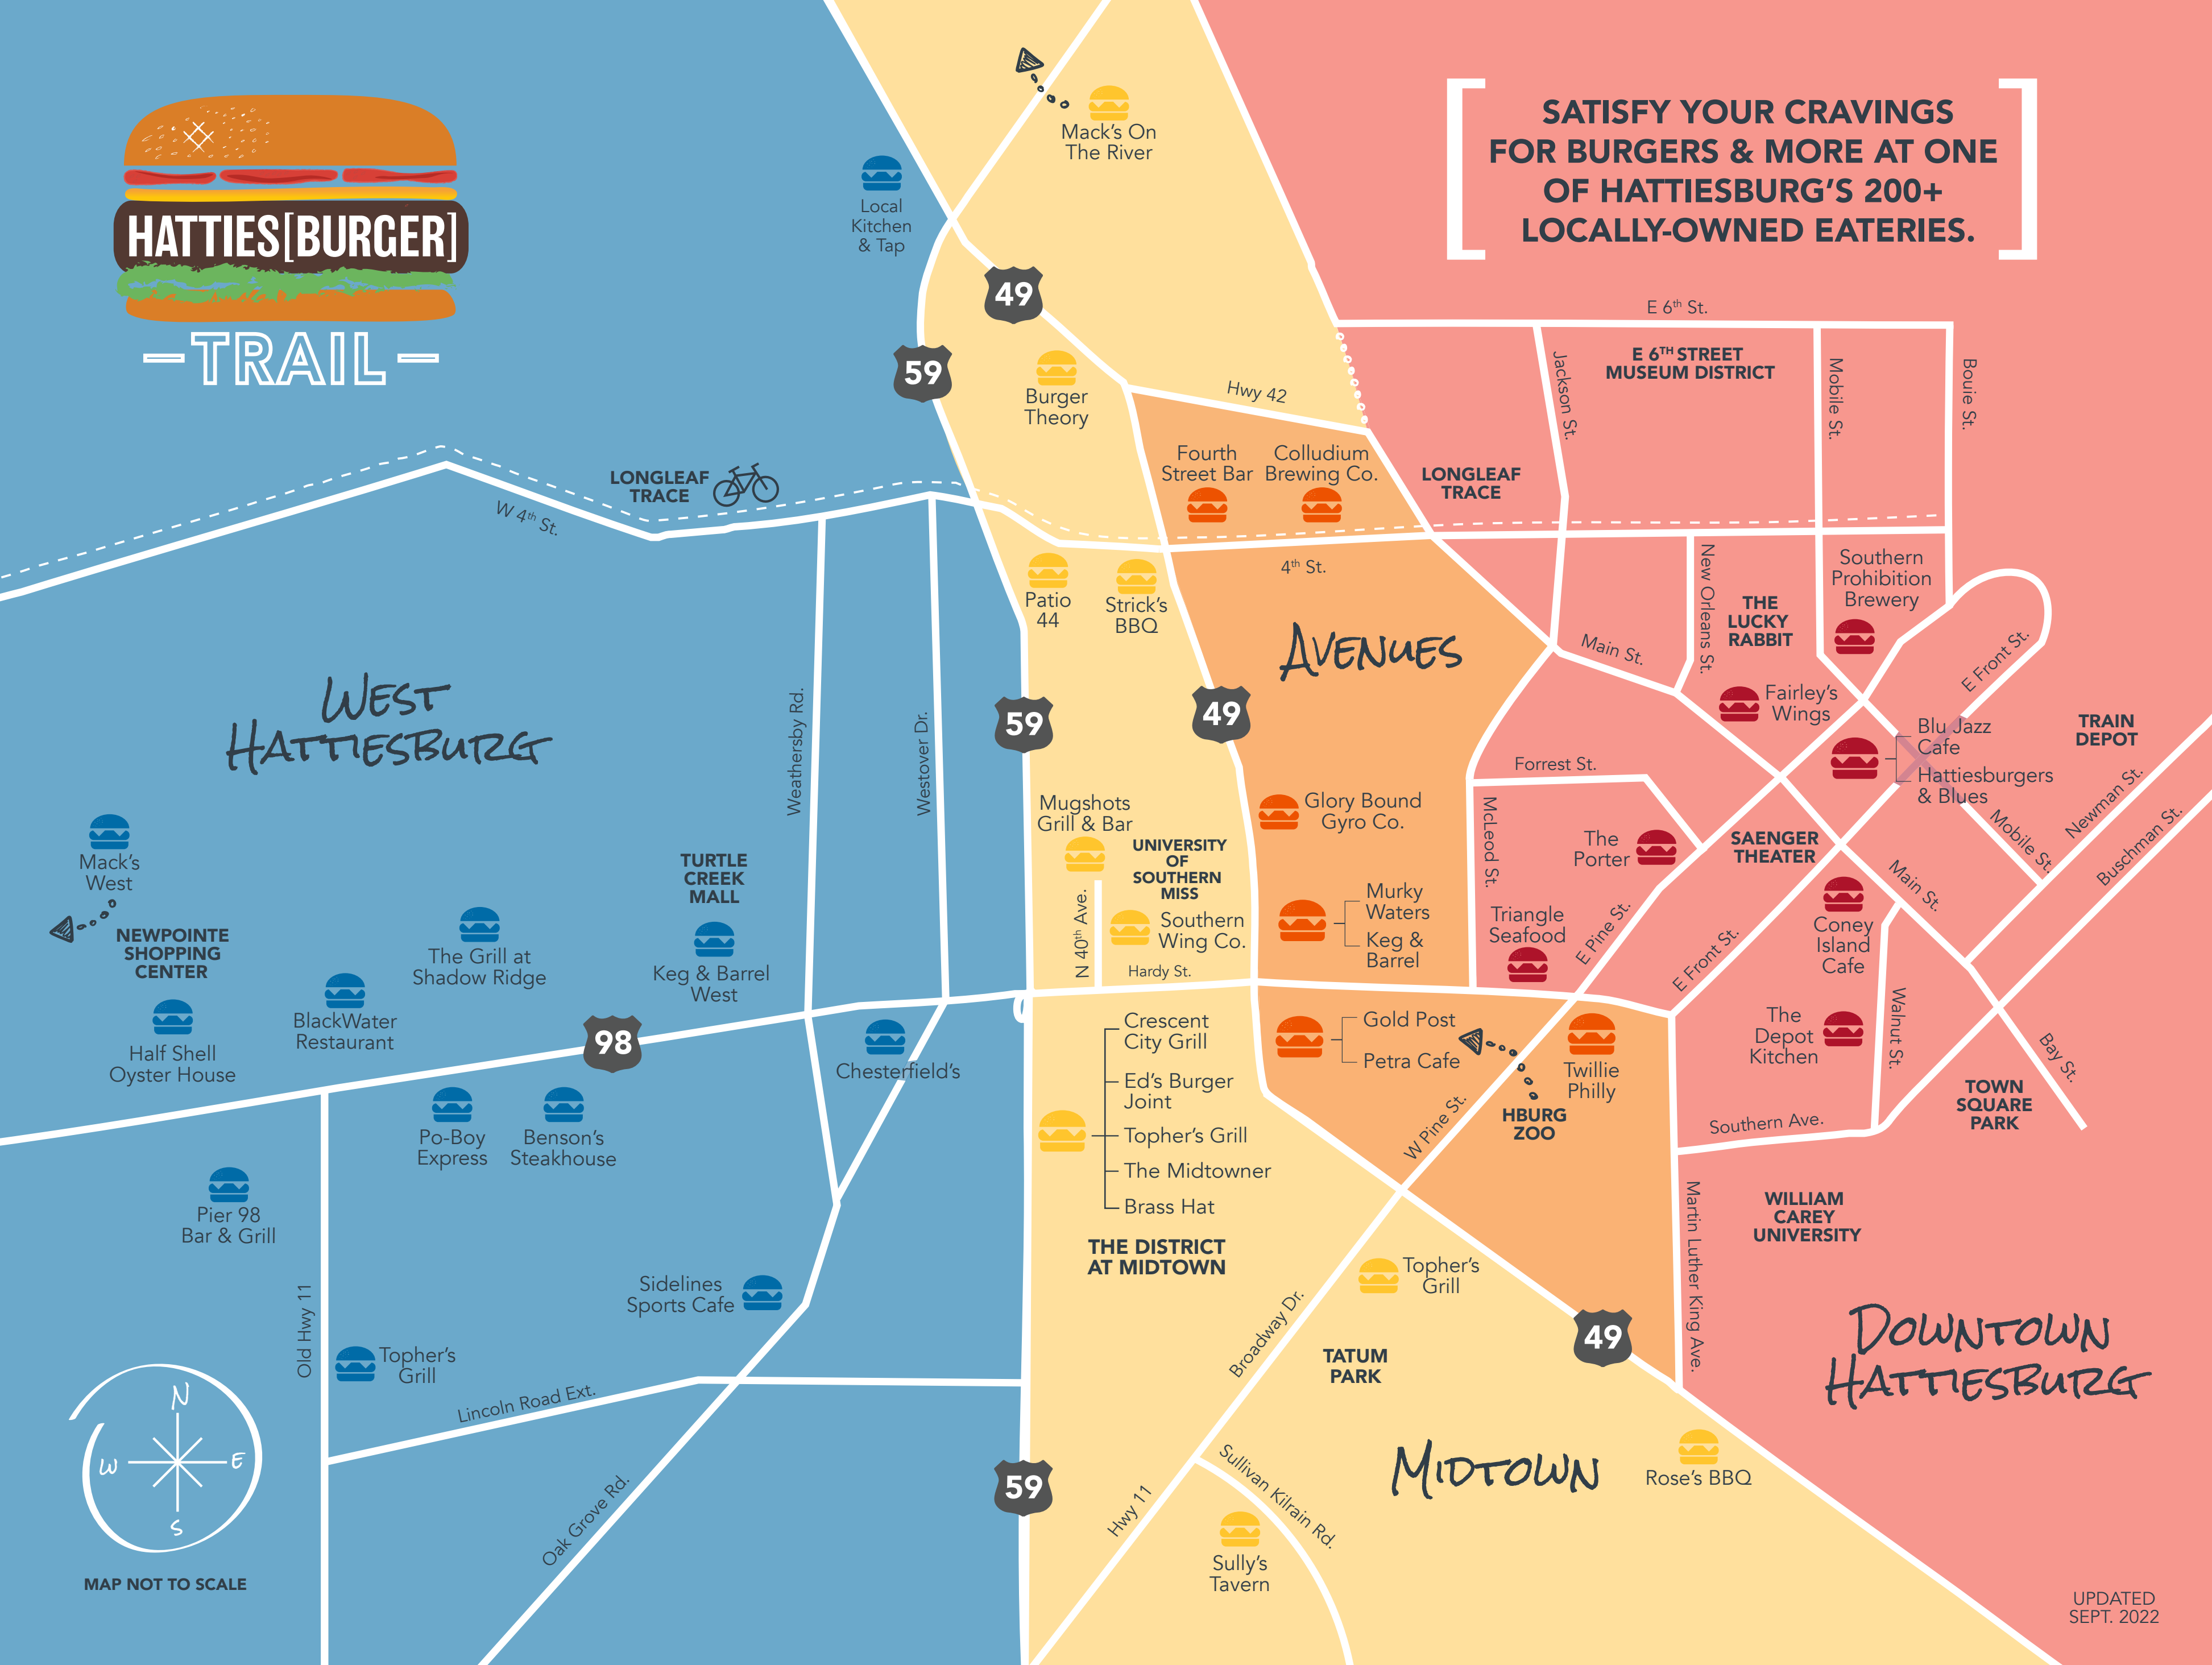 HATTIES[BURGER]
TRAIL
SATISFY YOUR CRAVINGS
FOR BURGERS & MORE AT ONE
OF HATTIESBURG'S 200+
LOCALLY-OWNED EATERIES.
Mack's On
The River
Local
Kitchen
& Tap
49
59
Burger
Theory
Hwy 42
E 6th St.
E 6TH STREET
MUSEUM DISTRICT
Jackson St.
Mobile St.
Bouie St.
Fourth
Street Bar
Colludium
Brewing Co.
LONGLEAF
TRACE
LONGLEAF
TRACE
W 4th St.
4th St.
Patio
44
Strick's
BBQ
AVENUES
New Orleans St.
THE
LUCKY
RABBIT
Southern
Prohibition
Brewery
Main St.
E Front St.
WEST
HATTIESBURG
Weathersby Rd.
Westover Dr.
59
49
Fairley's
Wings
Blu Jazz
Cafe
Hattiesburgers
& Blues
TRAIN
DEPOT
Forrest St.
McLeod St.
Newman St.
Buschman St.
Mobile St.
Mugshots
Grill & Bar
Glory Bound
Gyro Co.
UNIVERSITY
OF
SOUTHERN
MISS
The
Porter
SAENGER
THEATER
Main St.
Mack's
West
NEWPOINTE
SHOPPING
CENTER
TURTLE
CREEK
MALL
The Grill at
Shadow Ridge
Keg & Barrel
West
N 40th Ave.
Southern
Wing Co.
Hardy St.
Murky
Waters
Keg &
Barrel
Triangle
Seafood
E Pine St.
E Front St.
Coney
Island
Cafe
Half Shell
Oyster House
BlackWater
Restaurant
98
Chesterfield's
Crescent
City Grill
Ed's Burger
Joint
Topher's Grill
The Midtowner
Brass Hat
THE DISTRICT
AT MIDTOWN
Gold Post
Petra Cafe
Twillie
Philly
HBURG
ZOO
W Pine St.
The
Depot
Kitchen
Walnut St.
Bay St.
TOWN
SQUARE
PARK
Southern Ave.
Po-Boy
Express
Benson's
Steakhouse
Pier 98
Bar & Grill
WILLIAM
CAREY
UNIVERSITY
Martin Luther King Ave.
Old Hwy 11
Sidelines
Sports Cafe
Topher's
Grill
Topher's
Grill
Broadway Dr.
TATUM
PARK
49
DOWNTOWN
HATTIESBURG
Lincoln Road Ext.
Oak Grove Rd.
59
Hwy 11
Sullivan Kilrain Rd.
MIDTOWN
Rose's BBQ
Sully's
Tavern
N
W
E
S
MAP NOT TO SCALE
UPDATED
SEPT. 2022